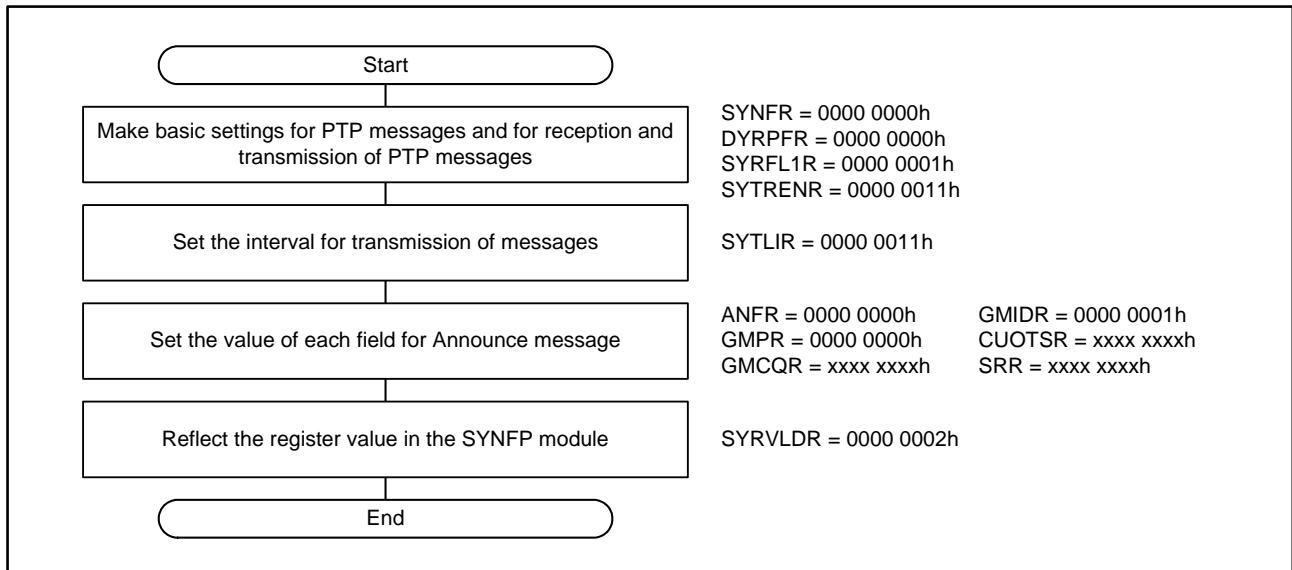 Start
Make basic settings for PTP messages and for reception and
transmission of PTP messages
SYNFR = 0000 0000h
DYRPFR = 0000 0000h
SYRFL1R = 0000 0001h
SYTRENR = 0000 0011h
Set the interval for transmission of messages
SYTLIR = 0000 0011h
Set the value of each field for Announce message
ANFR = 0000 0000h
GMPR = 0000 0000h
GMCQR = xxxx xxxxh
GMIDR = 0000 0001h
CUOTSR = xxxx xxxxh
SRR = xxxx xxxxh
Reflect the register value in the SYNFP module
SYRVLDR = 0000 0002h
End